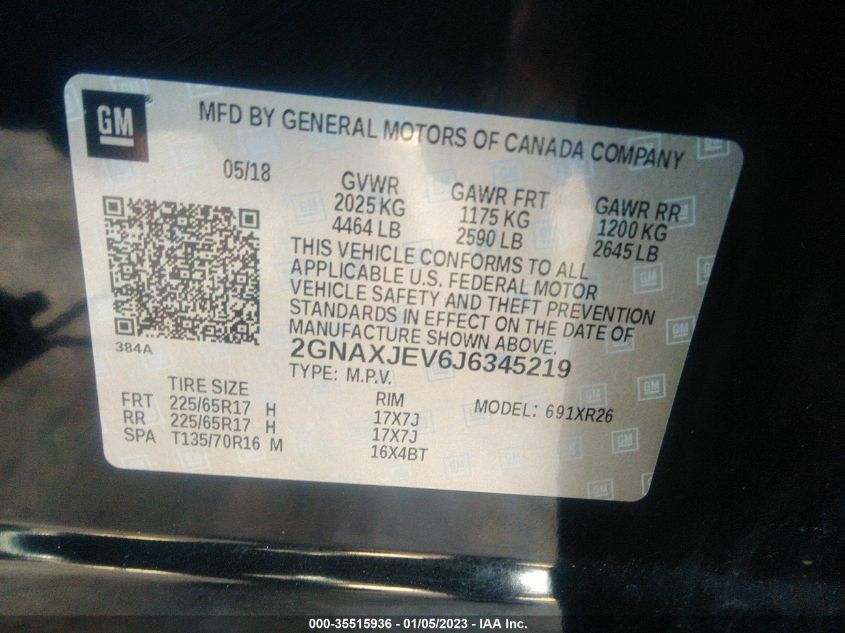 GM
MFD BY GENERAL MOTORS OF CANADA COMPANY
05/18
GVWR GAWR FRT GAWR RR
2025 KG 1175 KG 1200 KG
4464 LB 2590 LB 2645 LB
THIS VEHICLE CONFORMS TO ALL
APPLICABLE U.S. FEDERAL MOTOR
VEHICLE SAFETY AND THEFT PREVENTION
STANDARDS IN EFFECT ON THE DATE OF
MANUFACTURE SHOWN ABOVE.
384A
2GNAXJEV6J6345219
TYPE: M.P.V.
TIRE SIZE RIM MODEL: 691XR26
FRT 225/65R17 H 17X7J
RR 225/65R17 H 17X7J
SPA T135/70R16 M 16X4BT
000-35515936 - 01/05/2023 - IAA Inc.